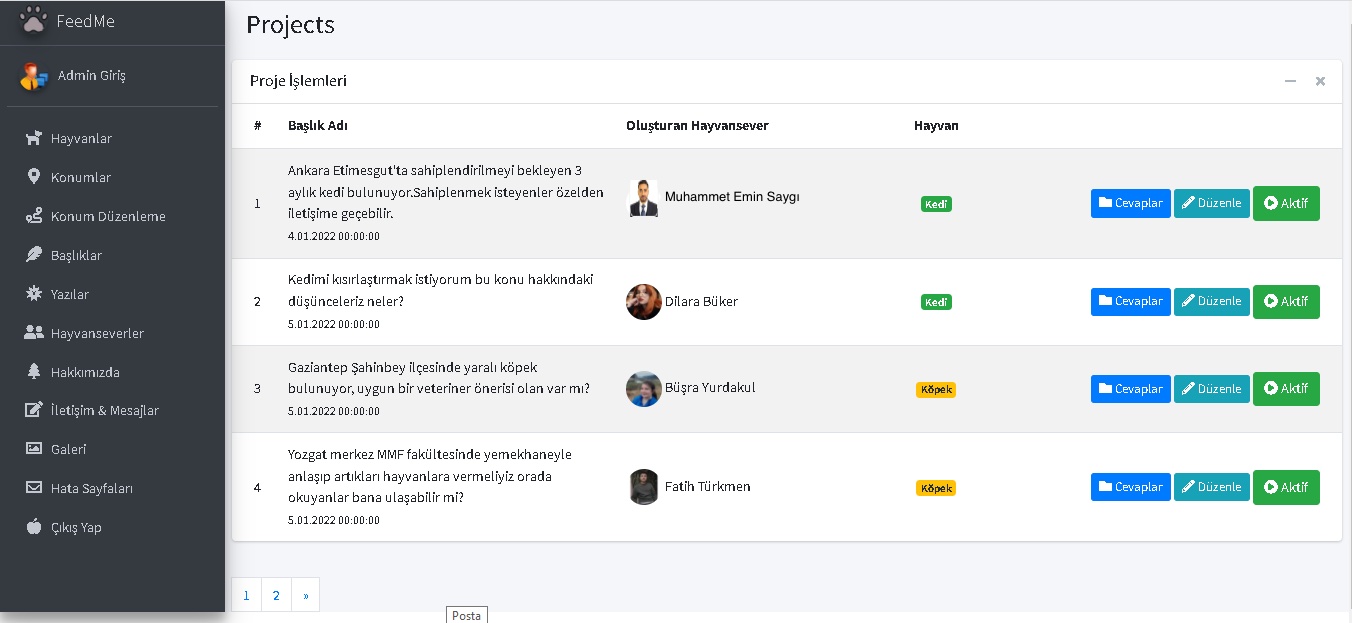 FeedMe
Admin Giriş
Hayvanlar
Konumlar
Konum Düzenleme
Başlıklar
Yazılar
Hayvanseverler
Hakkımızda
İletişim & Mesajlar
Galeri
Hata Sayfaları
Çıkış Yap
Projects
Proje İşlemleri
# Başlık Adı Oluşturan Hayvansever Hayvan
Ankara Etimesgut'ta sahiplendirilmeyi bekleyen 3
aylık kedi bulunuyor.Sahiplenmek isteyenler özelden
iletişime geçebilir.
4.01.2022 00:00:00
1 Muhammet Emin Saygı Kedi Cevaplar Düzenle Aktif
Kedimi kısırlaştırmak istiyorum bu konu hakkındaki
düşünceleriz neler?
5.01.2022 00:00:00
2 Dilara Büker Kedi Cevaplar Düzenle Aktif
Gaziantep Şahinbey ilçesinde yaralı köpek
bulunuyor, uygun bir veteriner önerisi olan var mı?
5.01.2022 00:00:00
3 Büşra Yurdakul Köpek Cevaplar Düzenle Aktif
Yozgat merkez MMF fakültesinde yemekhaneyle
anlaşıp artıkları hayvanlara vermeliyiz orada
okuyanlar bana ulaşabilir mi?
5.01.2022 00:00:00
4 Fatih Türkmen Köpek Cevaplar Düzenle Aktif
1 2 »
Posta